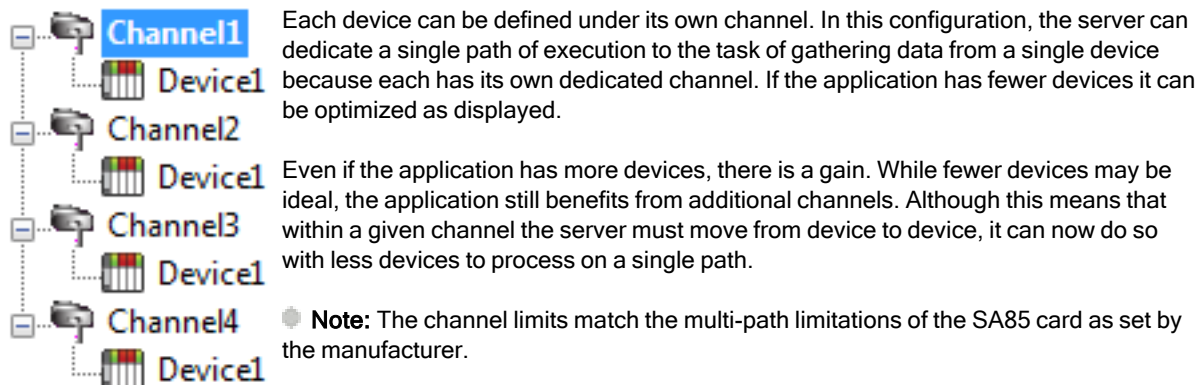 Channel1
Device1
Channel2
Device1
Channel3
Device1
Channel4
Device1
Each device can be defined under its own channel. In this configuration, the server can
dedicate a single path of execution to the task of gathering data from a single device
because each has its own dedicated channel. If the application has fewer devices it can
be optimized as displayed.
Even if the application has more devices, there is a gain. While fewer devices may be
ideal, the application still benefits from additional channels. Although this means that
within a given channel the server must move from device to device, it can now do so
with less devices to process on a single path.
Note: The channel limits match the multi-path limitations of the SA85 card as set by
the manufacturer.